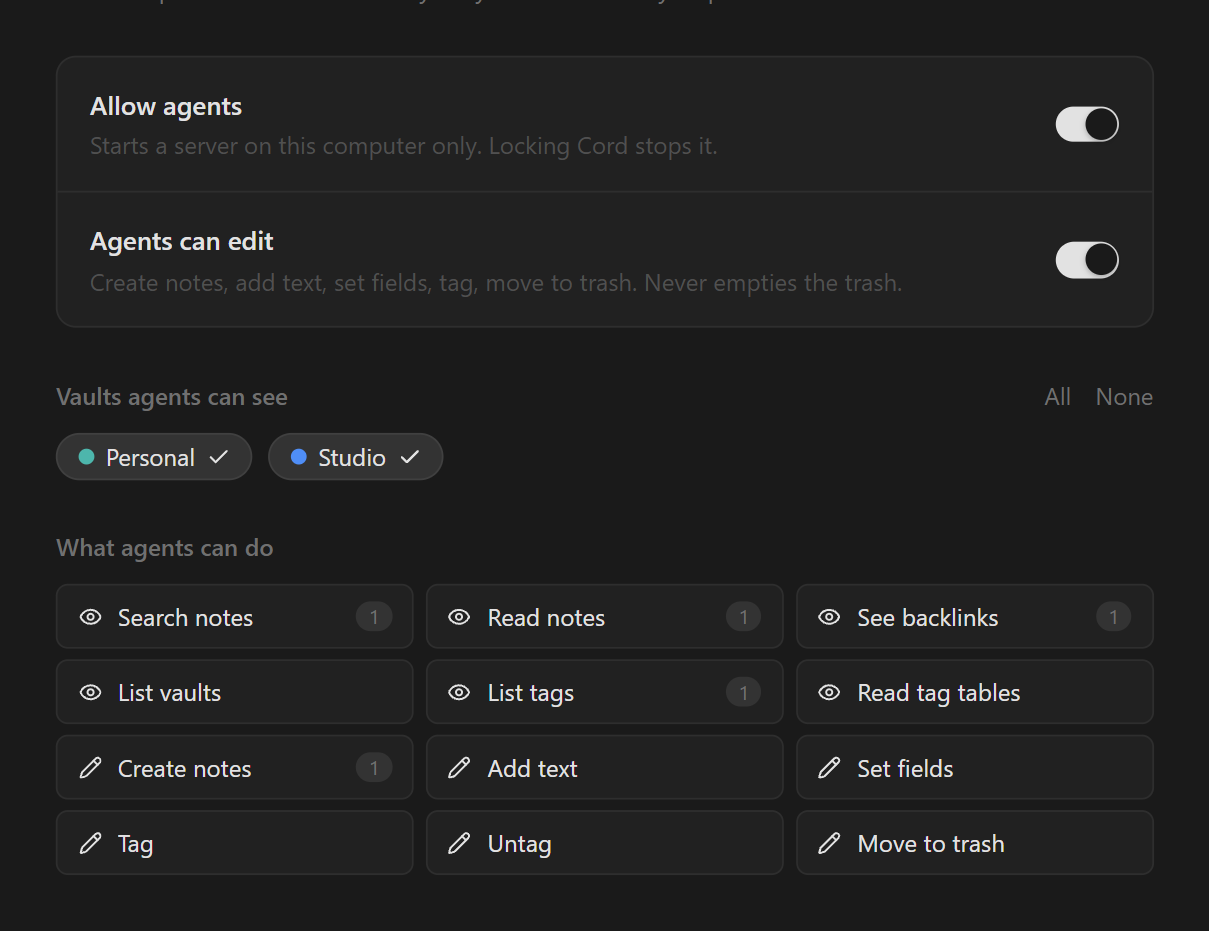 Allow agents
Starts a server on this computer only. Locking Cord stops it.
Agents can edit
Create notes, add text, set fields, tag, move to trash. Never empties the trash.
Vaults agents can see
All None
Personal Studio
What agents can do
Search notes 1 Read notes 1 See backlinks 1
List vaults List tags 1 Read tag tables
Create notes 1 Add text Set fields
Tag Untag Move to trash